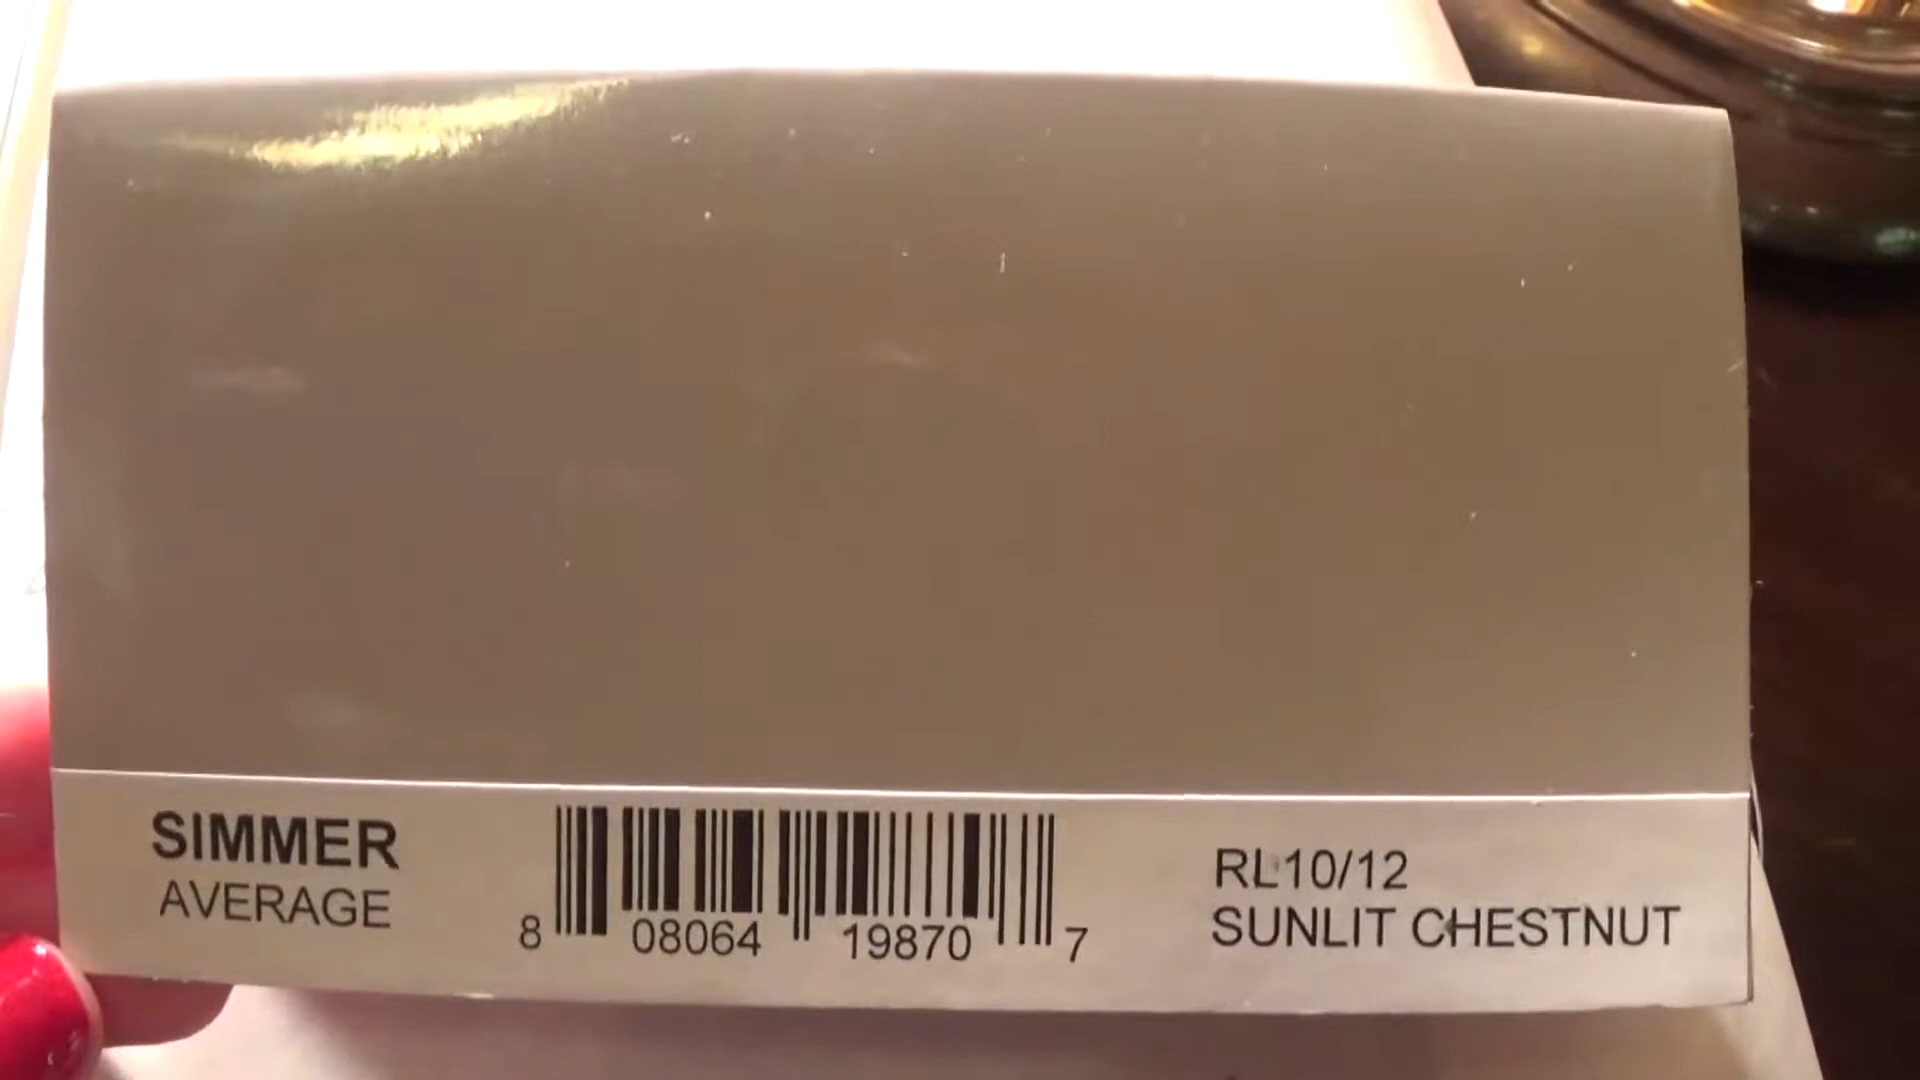 SIMMER
AVERAGE
8 08064 19870 7
RL10/12
SUNLIT CHESTNUT